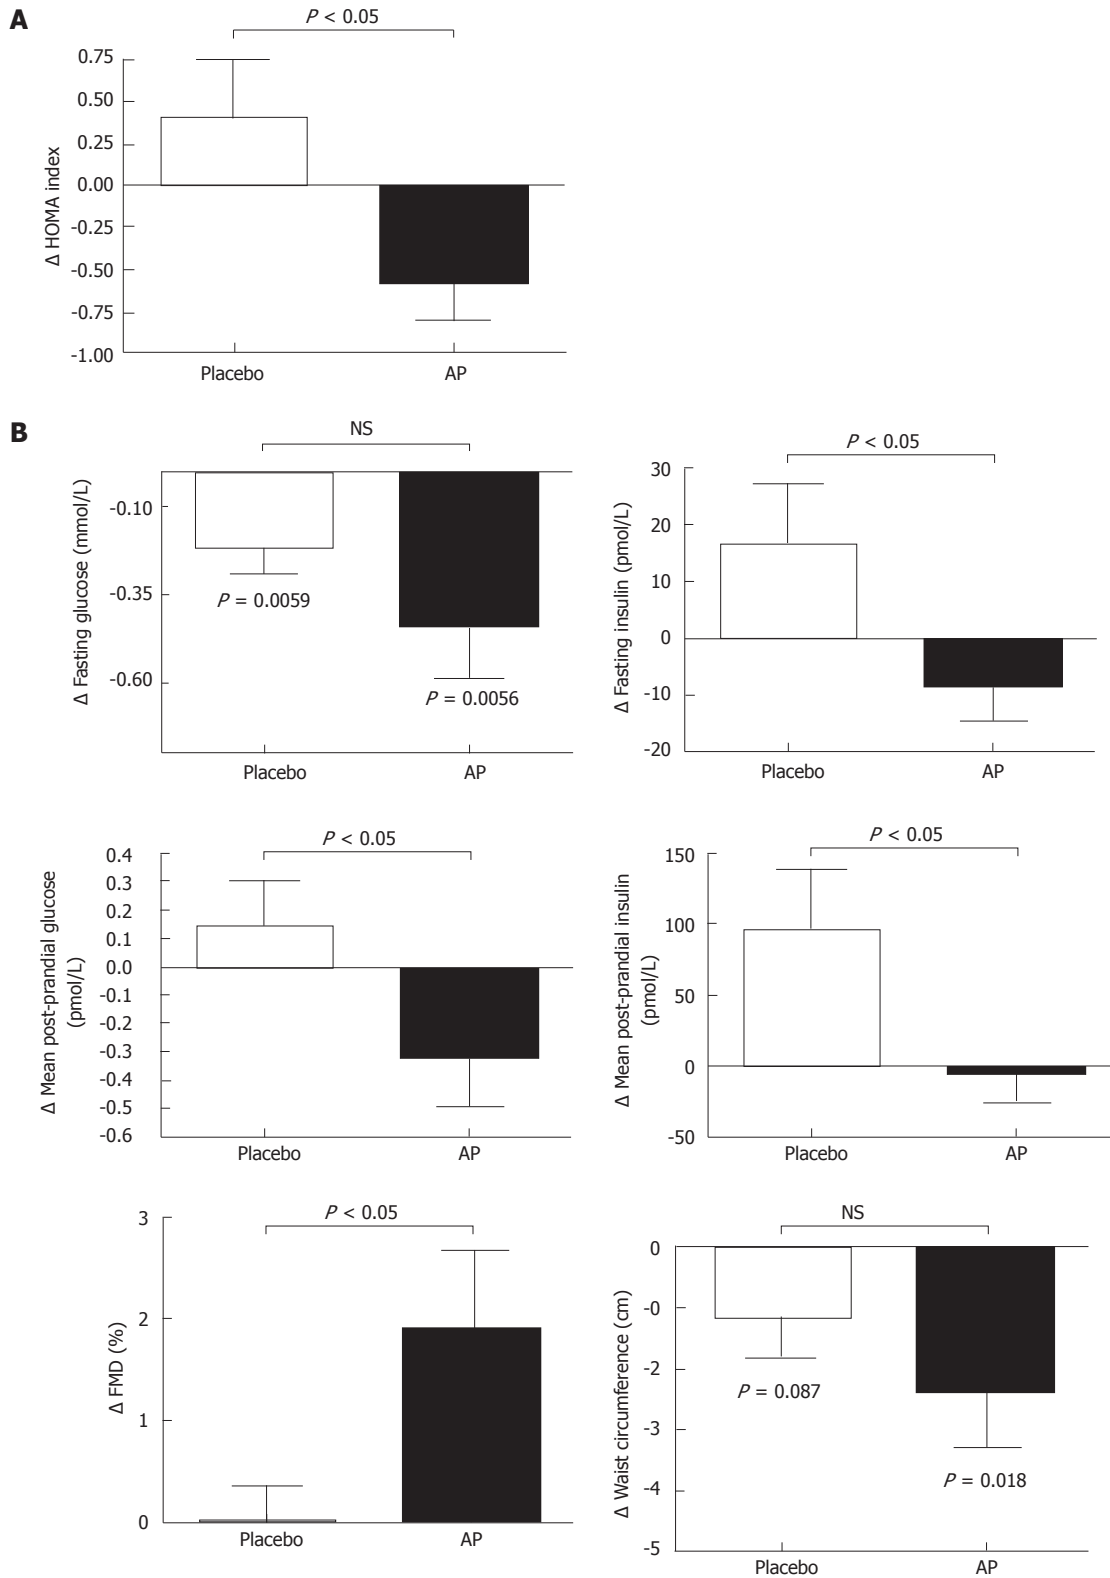 A
P < 0.05
Δ HOMA index
0.75
0.50
0.25
0.00
-0.25
-0.50
-0.75
-1.00
Placebo
AP
B
NS
Δ Fasting glucose (mmol/L)
-0.10
-0.35
-0.60
P = 0.0059
P = 0.0056
Placebo
AP
P < 0.05
Δ Fasting insulin (pmol/L)
30
20
10
0
-10
-20
Placebo
AP
P < 0.05
Δ Mean post-prandial glucose
(pmol/L)
0.4
0.3
0.2
0.1
0.0
-0.1
-0.2
-0.3
-0.4
-0.5
-0.6
Placebo
AP
P < 0.05
Δ Mean post-prandial insulin
(pmol/L)
150
100
50
0
-50
Placebo
AP
P < 0.05
Δ FMD (%)
3
2
1
0
Placebo
AP
NS
Δ Waist circumference (cm)
0
-0
-2
-3
-4
-5
P = 0.087
P = 0.018
Placebo
AP